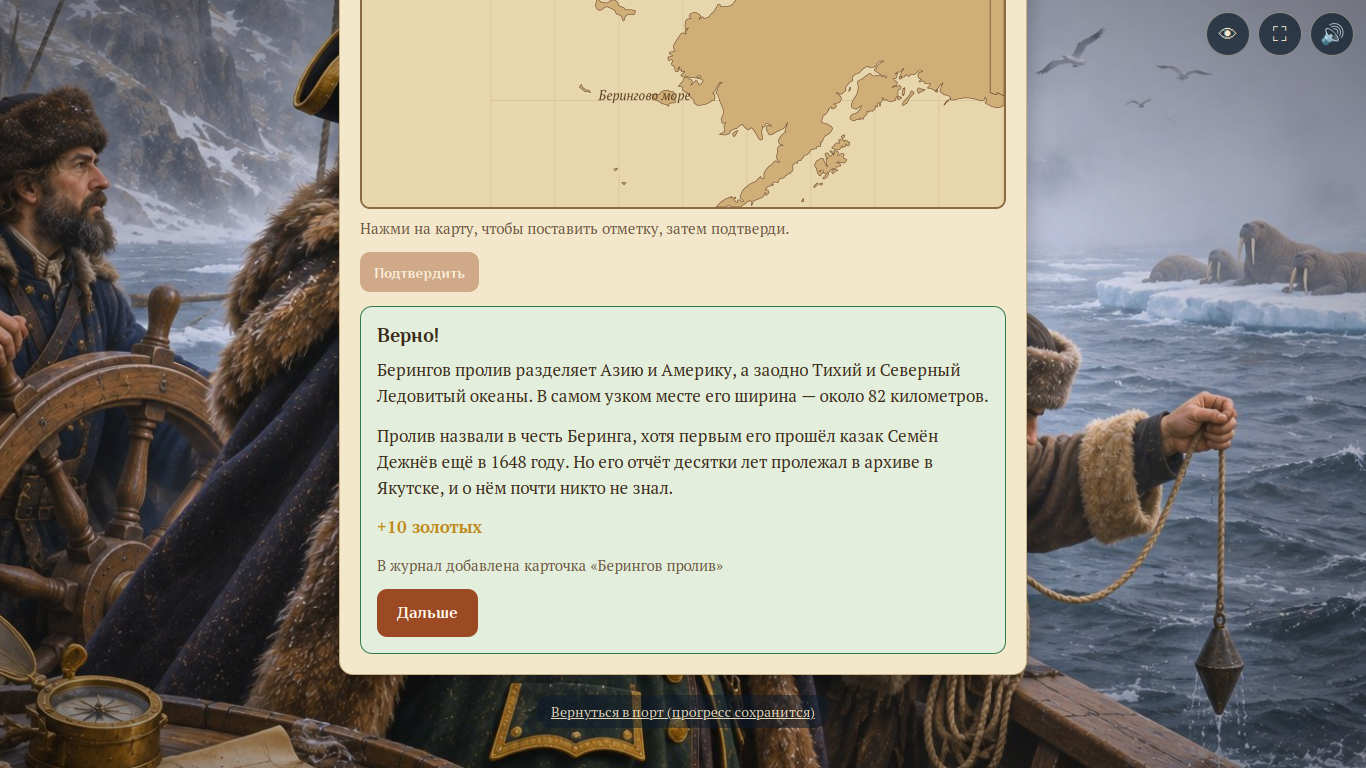 Берингово море
Нажми на карту, чтобы поставить отметку, затем подтверди.
Подтвердить
Верно!
Берингов пролив разделяет Азию и Америку, а заодно Тихий и Северный
Ледовитый океаны. В самом узком месте его ширина — около 82 километров.
Пролив назвали в честь Беринга, хотя первым его прошёл казак Семён
Дежнёв ещё в 1648 году. Но его отчёт десятки лет пролежал в архиве в
Якутске, и о нём почти никто не знал.
+10 золотых
В журнал добавлена карточка «Берингов пролив»
Дальше
Вернуться в порт (прогресс сохранится)